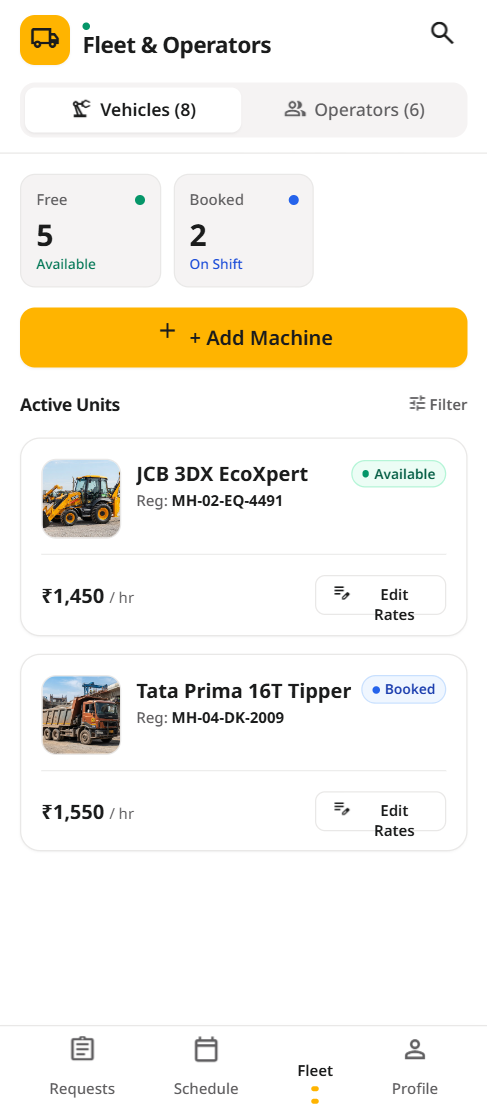 Fleet & Operators
Vehicles (8)
Operators (6)
Free
5
Available
Booked
2
On Shift
+ Add Machine
Active Units
Filter
JCB 3DX EcoXpert
Available
Reg: MH-02-EQ-4491
₹1,450 / hr
Edit
Rates
Tata Prima 16T Tipper
Booked
Reg: MH-04-DK-2009
₹1,550 / hr
Edit
Rates
Requests
Schedule
Fleet
Profile